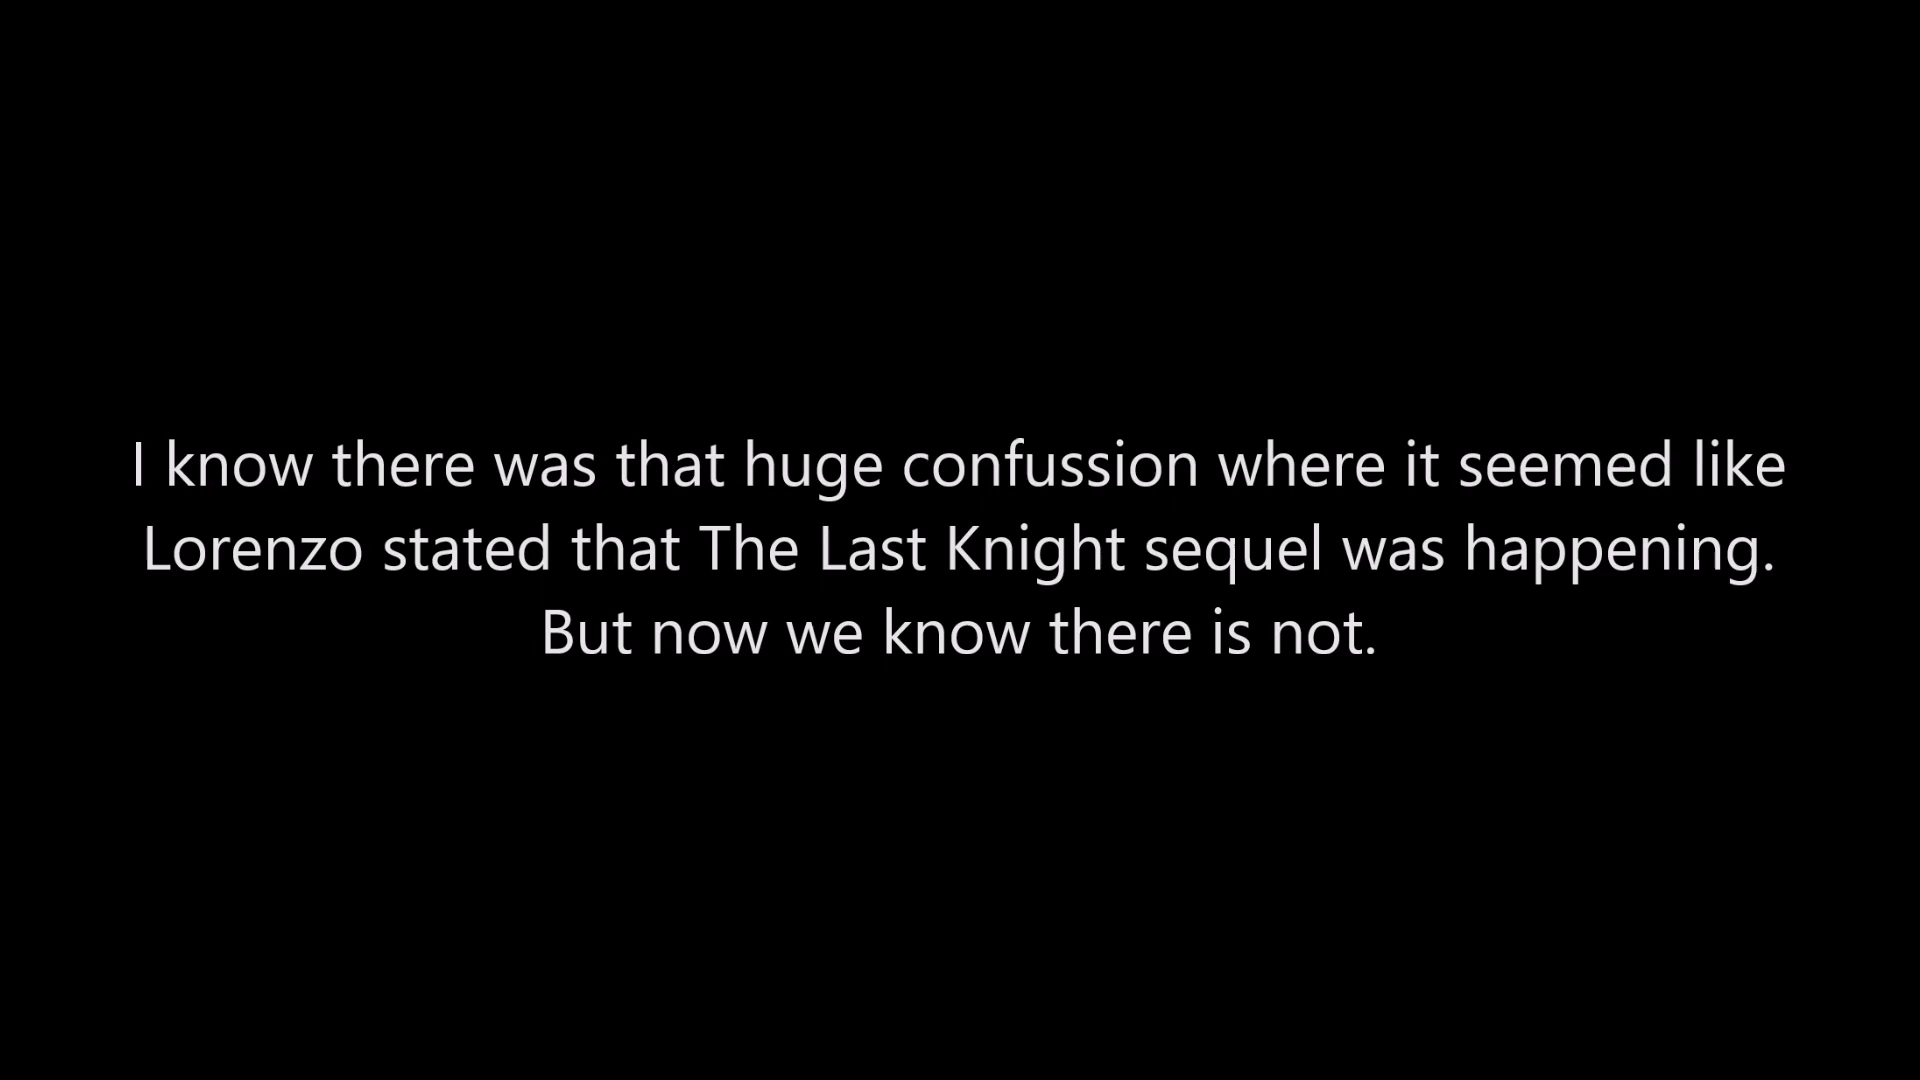 I know there was that huge confussion where it seemed like
Lorenzo stated that The Last Knight sequel was happening.
But now we know there is not.